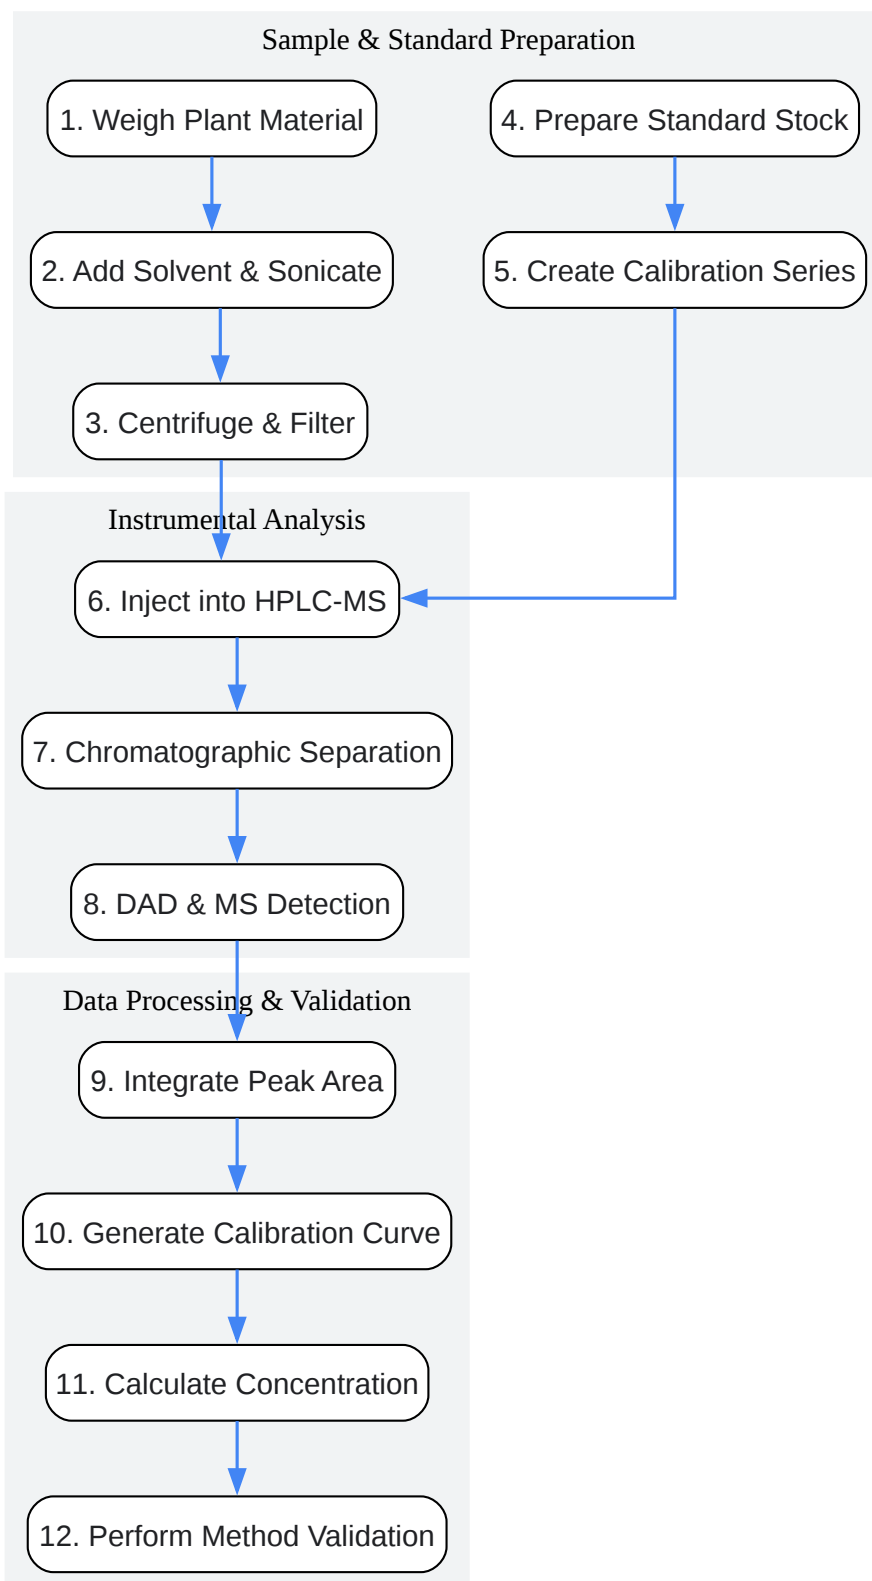 Sample & Standard Preparation
1. Weigh Plant Material
4. Prepare Standard Stock
2. Add Solvent & Sonicate
5. Create Calibration Series
3. Centrifuge & Filter
Instrumental Analysis
6. Inject into HPLC-MS
7. Chromatographic Separation
8. DAD & MS Detection
Data Processing & Validation
9. Integrate Peak Area
10. Generate Calibration Curve
11. Calculate Concentration
12. Perform Method Validation